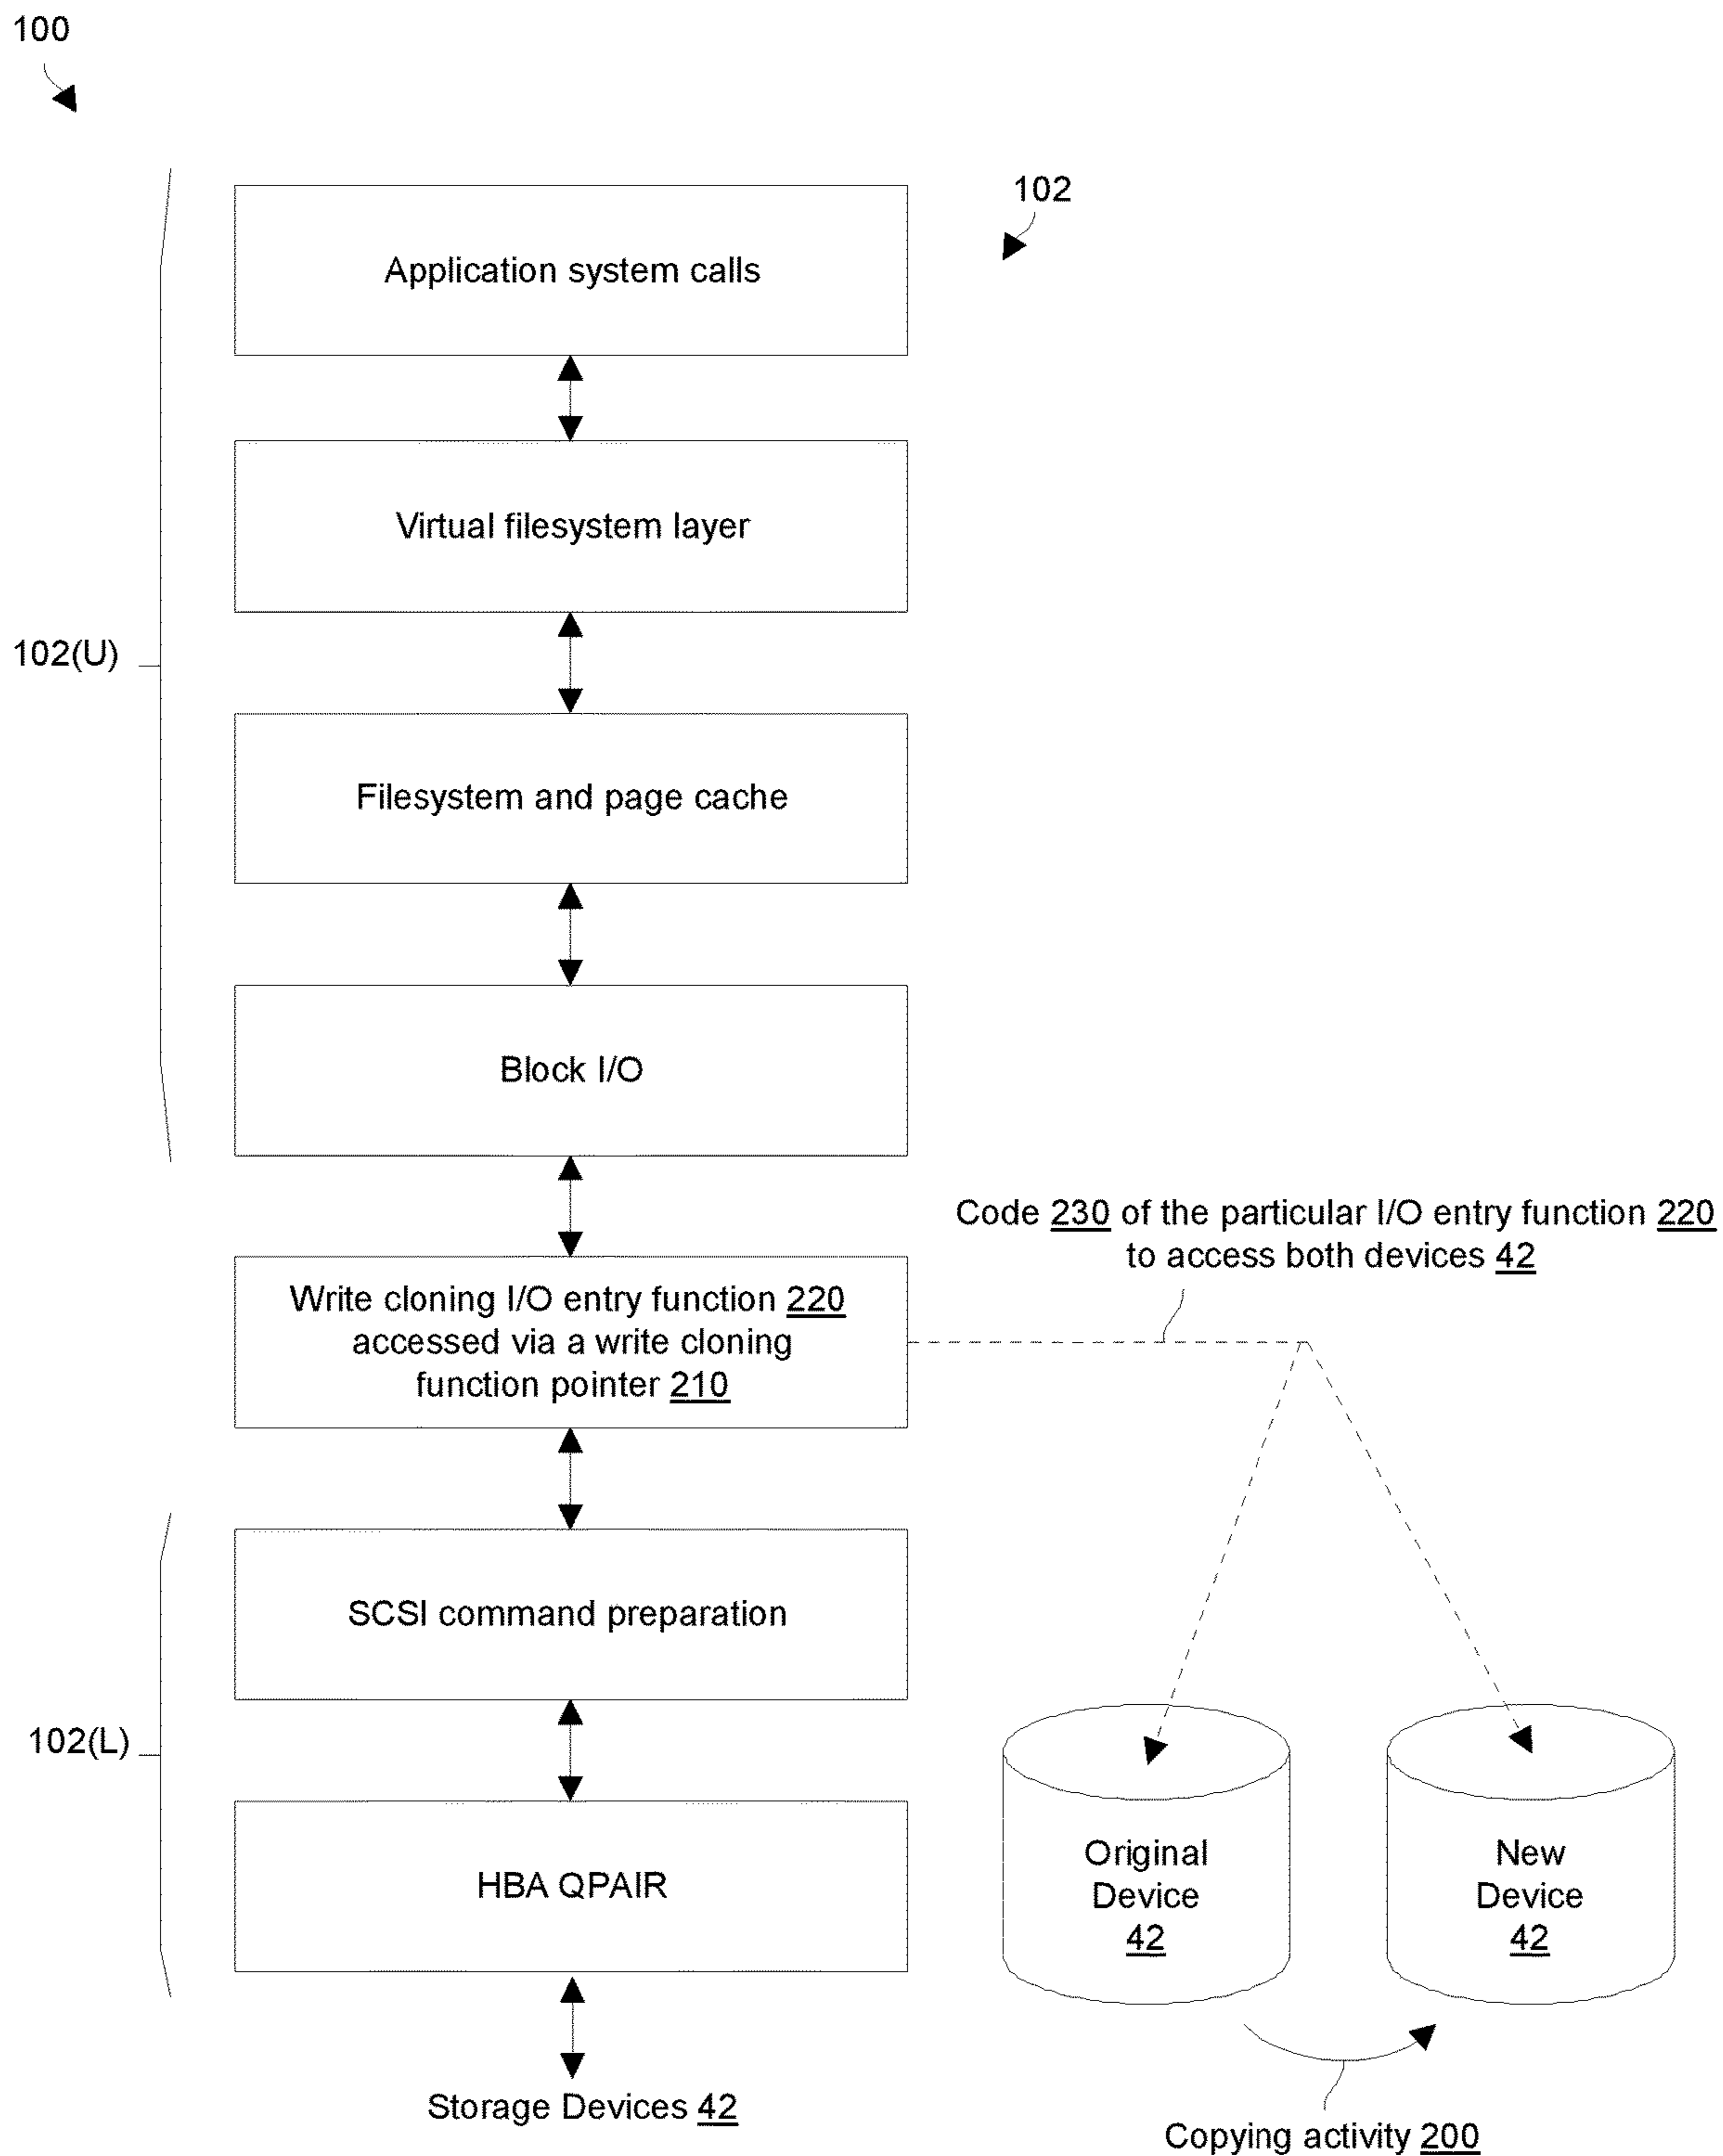 100
102
Application system calls
Virtual filesystem layer
102(U)
Filesystem and page cache
Block I/O
Code 230 of the particular I/O entry function 220
to access both devices 42
Write cloning I/O entry function 220
accessed via a write cloning
function pointer 210
SCSI command preparation
102(L)
HBA QPAIR
Original
Device
42
New
Device
42
Storage Devices 42
Copying activity 200